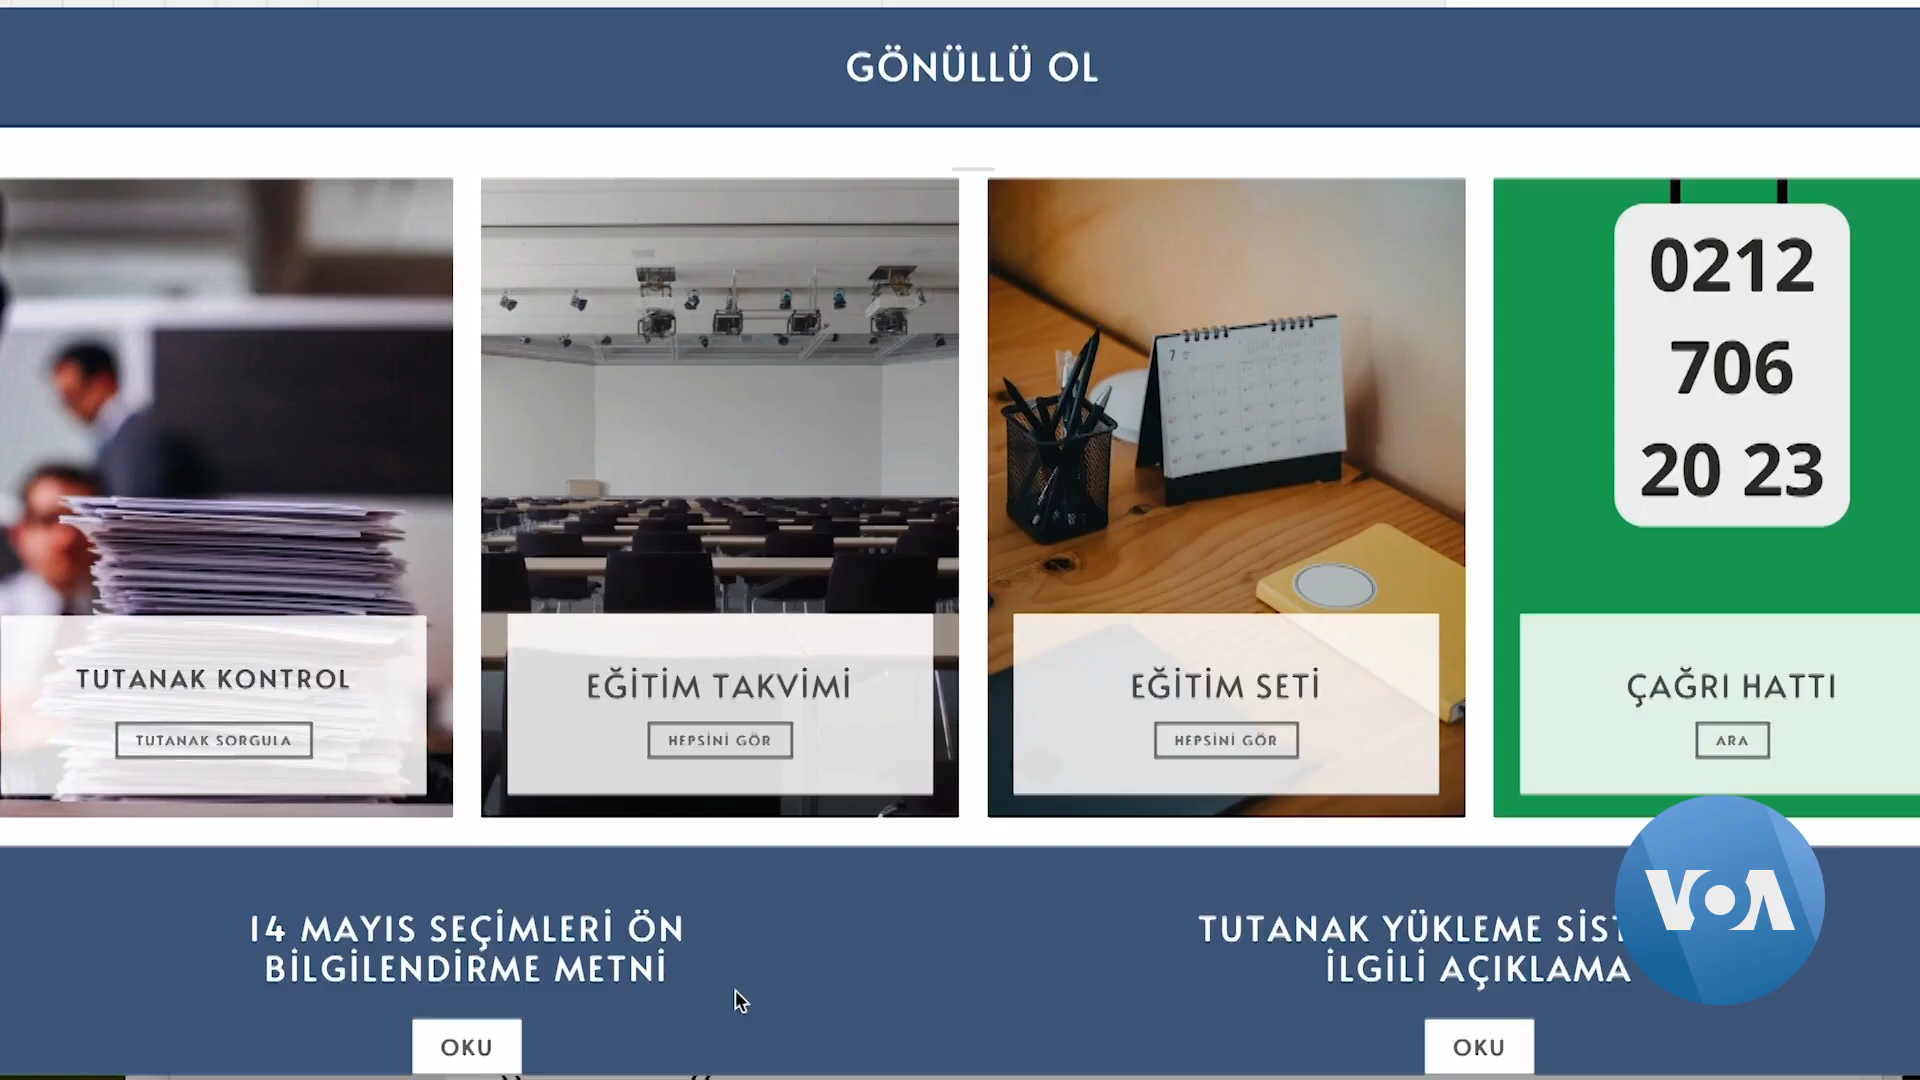 GÖNÜLLÜ OL
0212
706
20 23
TUTANAK KONTROL
TUTANAK SORGULA
EĞİTİM TAKVİMİ
HEPSİNİ GÖR
EĞİTİM SETİ
HEPSİNİ GÖR
ÇAĞRI HATTI
ARA
14 MAYIS SEÇİMLERİ ÖN
BİLGİLENDİRME METNİ
OKU
TUTANAK YÜKLEME
İLGİLİ AÇIKLAMA
OKU
VOA